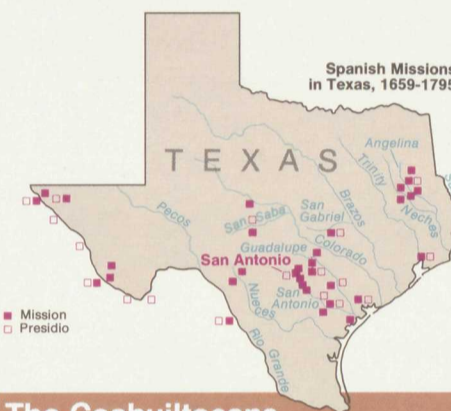 Spanish Missions
in Texas, 1659-1795
TEXAS
Angelina
Trinity
Neches
Brazos
Pecos
San Saba
San
Gabriel
Colorado
Guadalupe
San Antonio
San
Antonio
Nueces
Rio Grande
Mission
Presidio